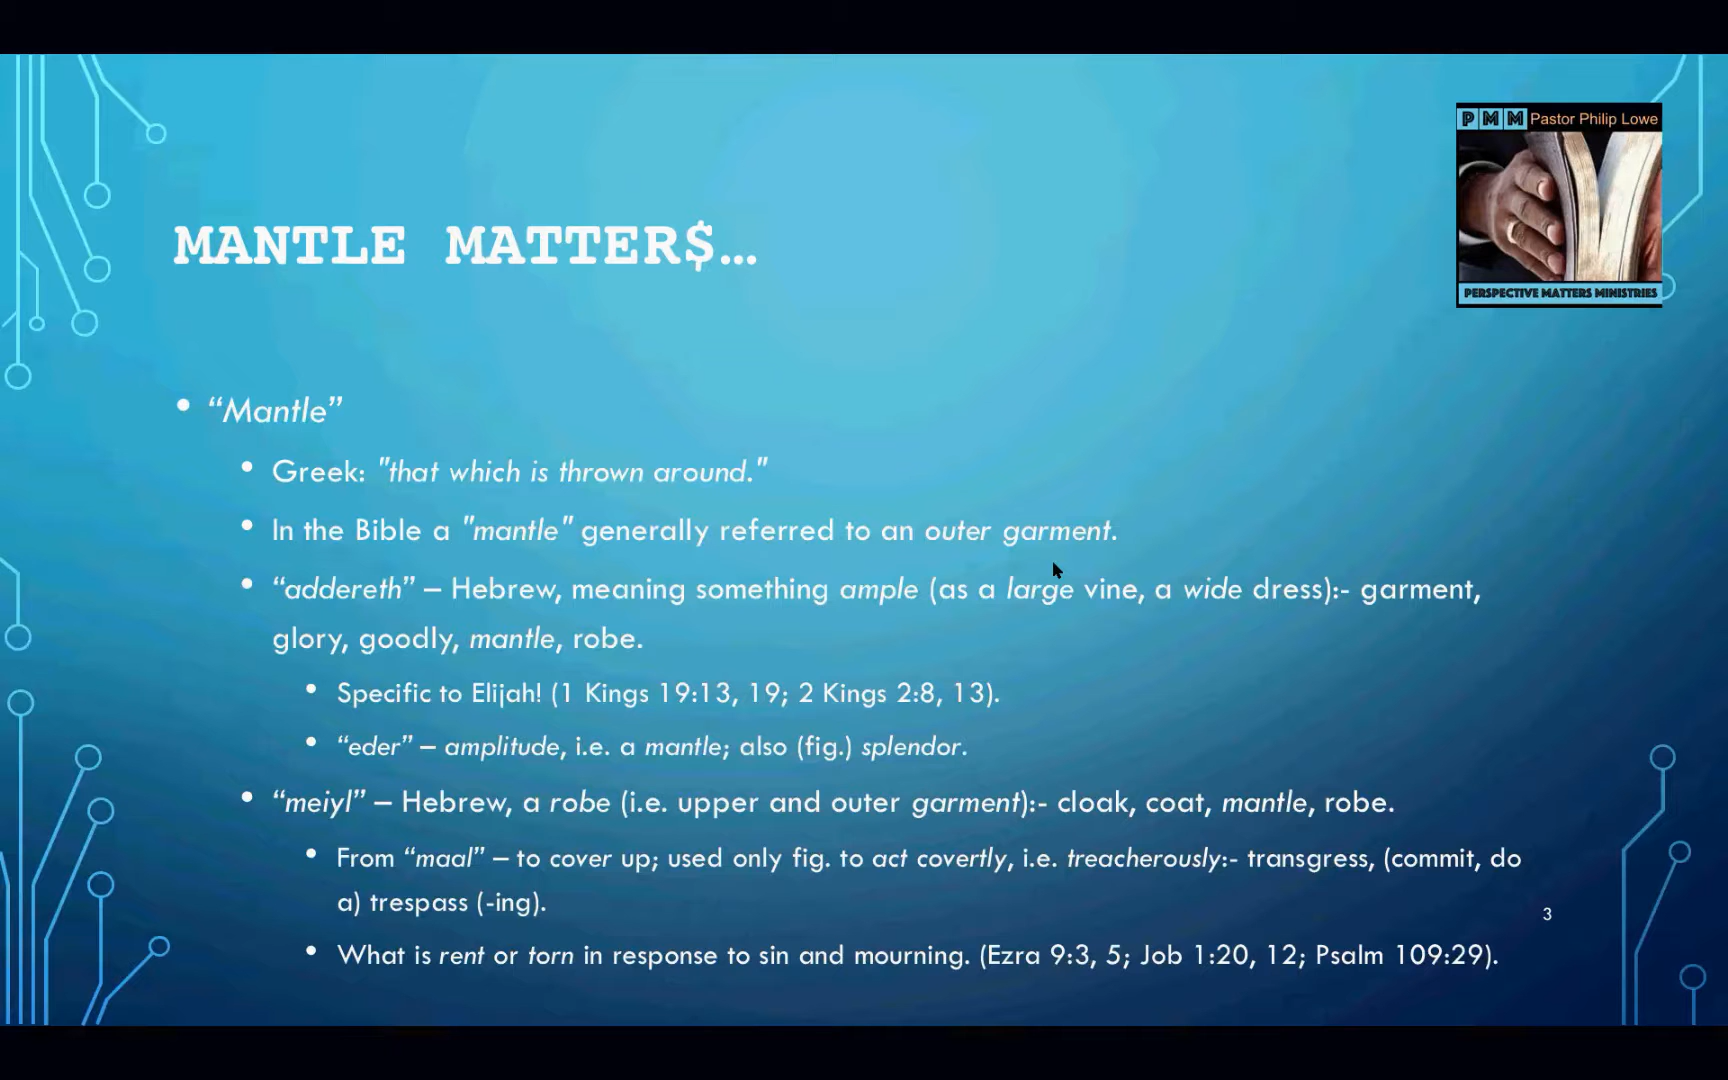 P M M Pastor Philip Lowe
PERSPECTIVE MATTERS MINISTRIES
MANTLE MATTER$…
• “Mantle”
• Greek: "that which is thrown around."
• In the Bible a "mantle" generally referred to an outer garment.
• “addereth” – Hebrew, meaning something ample (as a large vine, a wide dress):- garment,
glory, goodly, mantle, robe.
• Specific to Elijah! (1 Kings 19:13, 19; 2 Kings 2:8, 13).
• “eder” – amplitude, i.e. a mantle; also (fig.) splendor.
• “meiyl” – Hebrew, a robe (i.e. upper and outer garment):- cloak, coat, mantle, robe.
• From “maal” – to cover up; used only fig. to act covertly, i.e. treacherously:- transgress, (commit, do
a) trespass (-ing).
• What is rent or torn in response to sin and mourning. (Ezra 9:3, 5; Job 1:20, 12; Psalm 109:29).
3